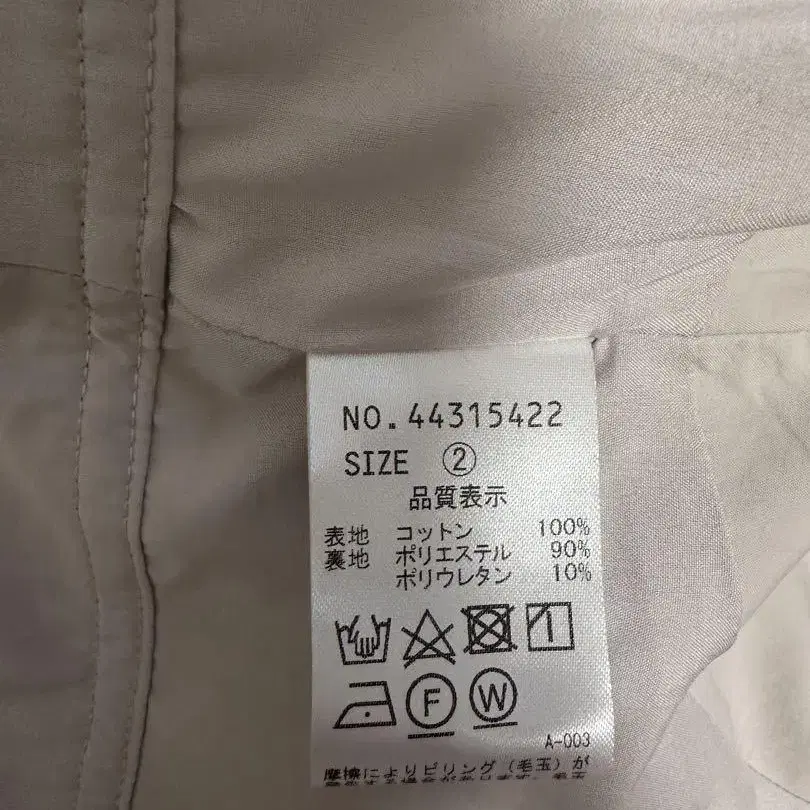 NO.44315422
SIZE ②
品質表示
表地 コットン 100%
裏地 ポリエステル 90%
ポリウレタン 10%
F W
A-003
摩擦によりピリング(毛玉)が